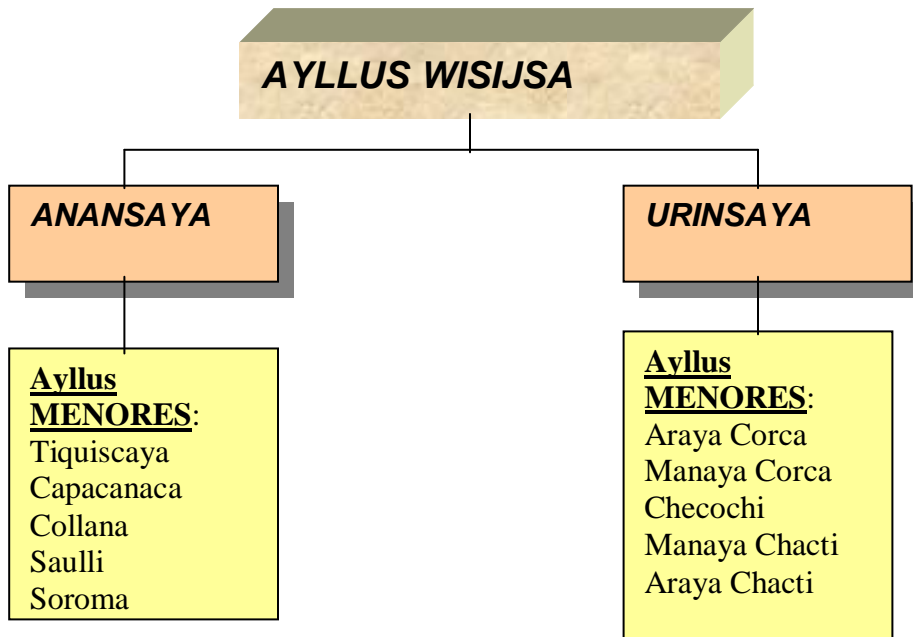 AYLLUS WISIJSA
ANANSAYA
URINSAYA
Ayllus
MENORES:
Tiquiscaya
Capacanaca
Collana
Saulli
Soroma
Ayllus
MENORES:
Araya Corca
Manaya Corca
Checochi
Manaya Chacti
Araya Chacti